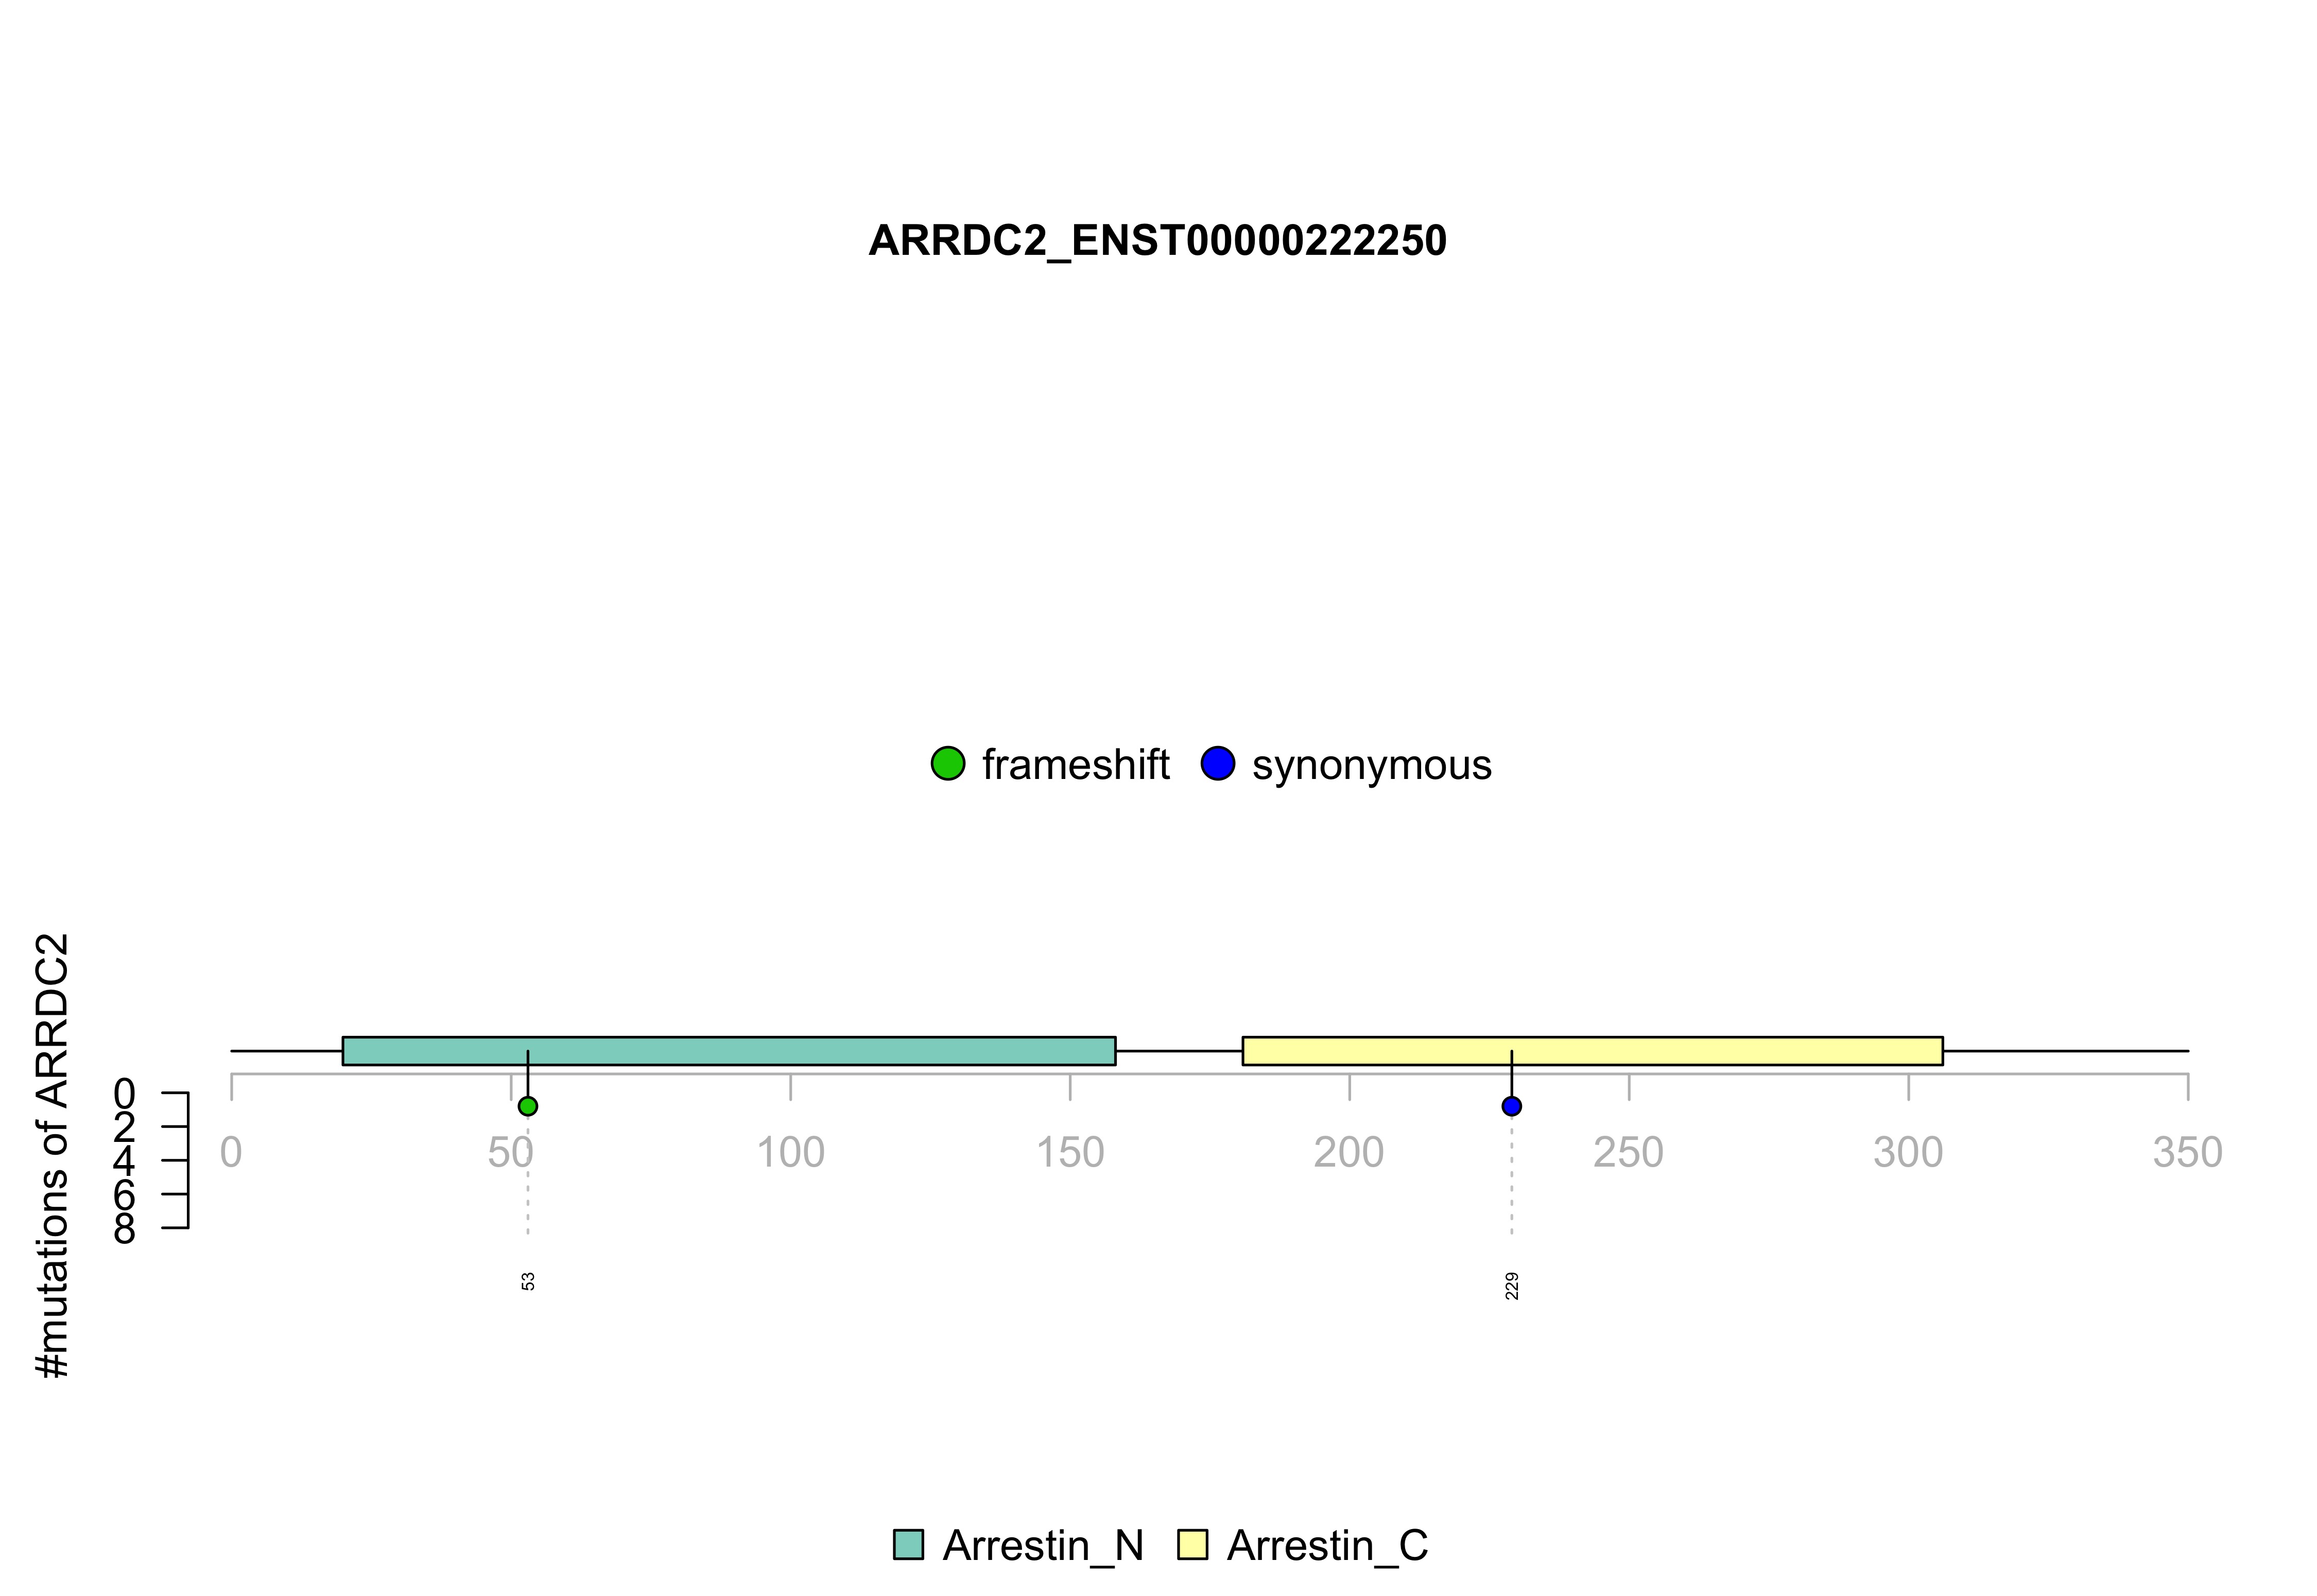 ARRDC2_ENST00000222250
frameshift synonymous
#mutations of ARRDC2
0
2
4
6
8
0 50 100 150 200 250 300 350
53 229
Arrestin_N Arrestin_C